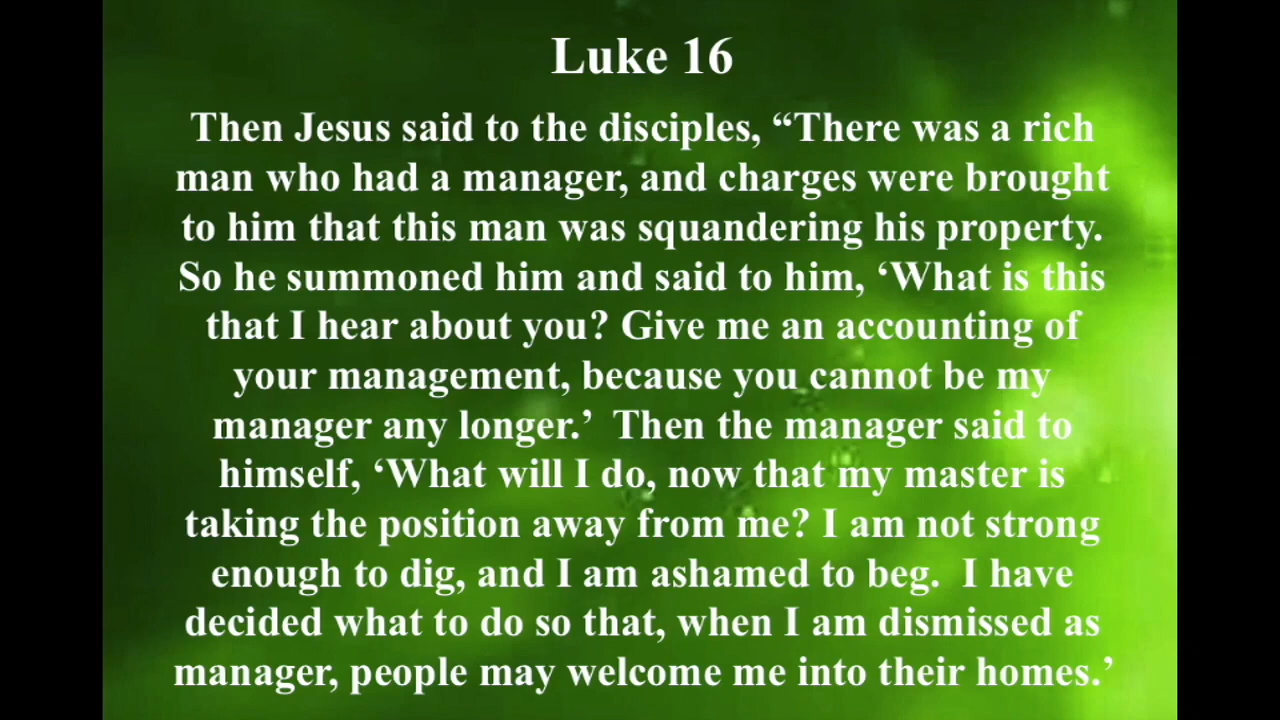 Luke 16
Then Jesus said to the disciples, “There was a rich
man who had a manager, and charges were brought
to him that this man was squandering his property.
So he summoned him and said to him, ‘What is this
that I hear about you? Give me an accounting of
your management, because you cannot be my
manager any longer.’  Then the manager said to
himself, ‘What will I do, now that my master is
taking the position away from me? I am not strong
enough to dig, and I am ashamed to beg.  I have
decided what to do so that, when I am dismissed as
manager, people may welcome me into their homes.’